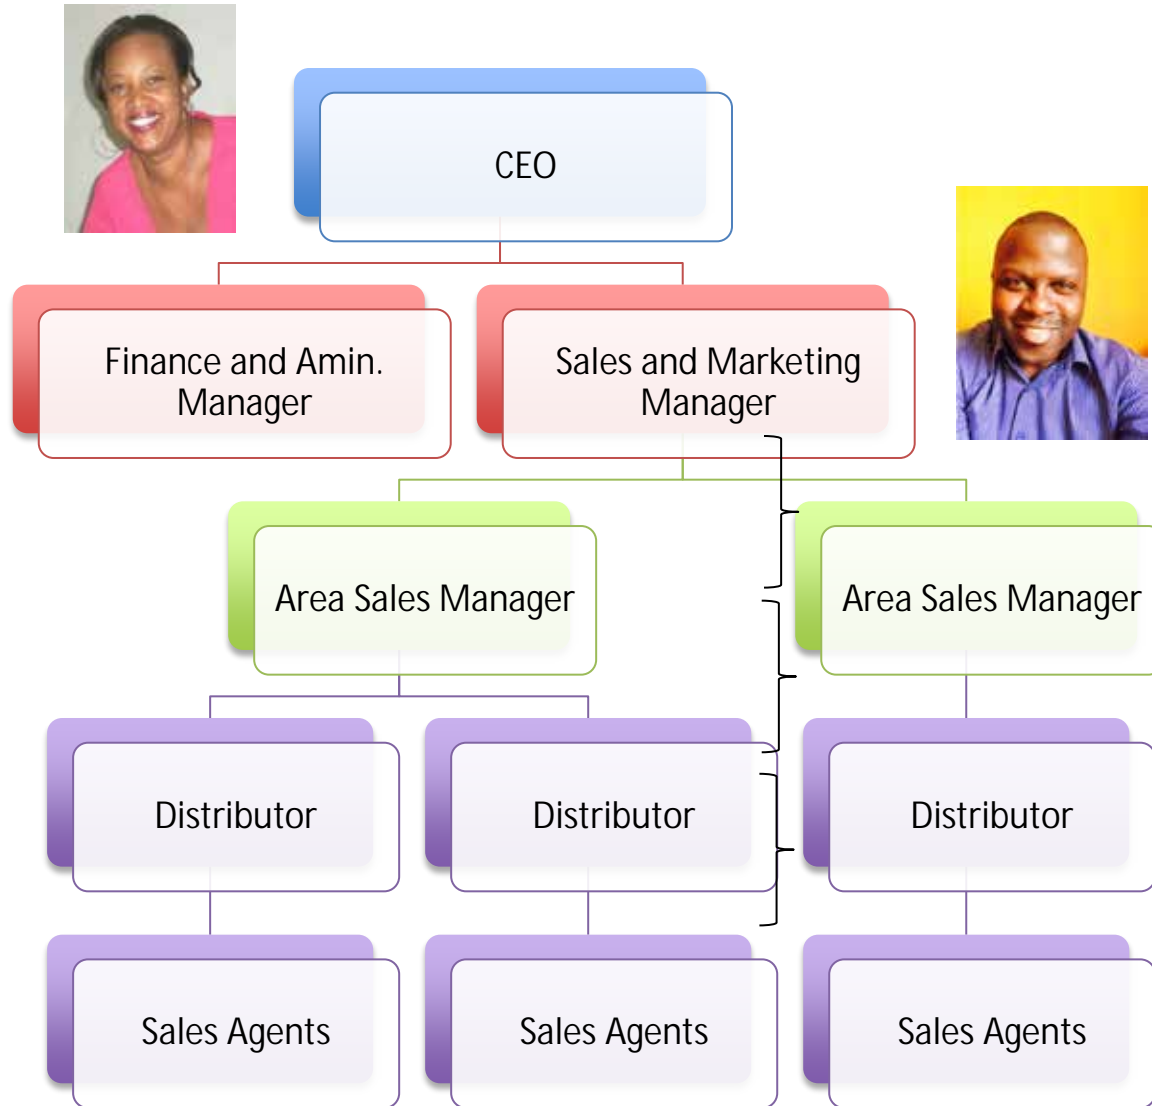 CEO
Finance and Amin.
Manager
Sales and Marketing
Manager
Area Sales Manager
Area Sales Manager
Distributor
Distributor
Distributor
Sales Agents
Sales Agents
Sales Agents